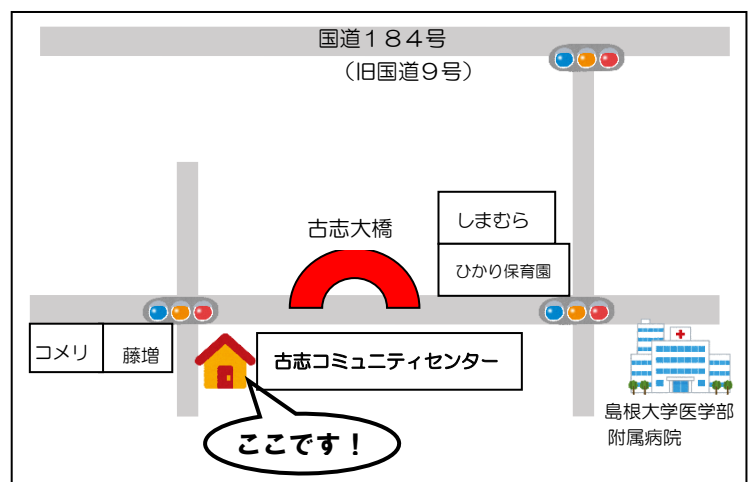 国道１８４号
（旧国道９号）
古志大橋
しまむら
ひかり保育園
コメリ
藤増
古志コミュニティセンター
島根大学医学部
附属病院
ここです！